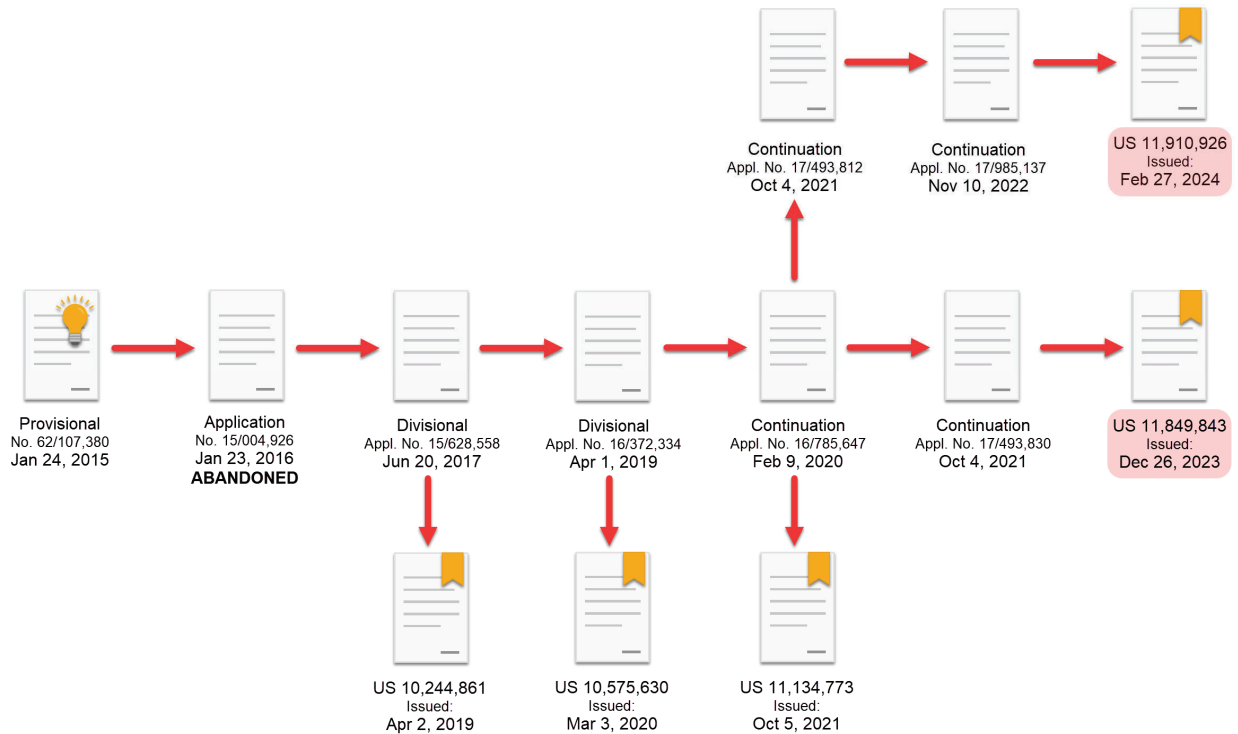 Continuation
Appl. No. 17/493,812
Oct 4, 2021
Continuation
Appl. No. 17/985,137
Nov 10, 2022
US 11,910,926
Issued:
Feb 27, 2024
Provisional
No. 62/107,380
Jan 24, 2015
Application
No. 15/004,926
Jan 23, 2016
ABANDONED
Divisional
Appl. No. 15/628,558
Jun 20, 2017
Divisional
Appl. No. 16/372,334
Apr 1, 2019
Continuation
Appl. No. 16/785,647
Feb 9, 2020
Continuation
Appl. No. 17/493,830
Oct 4, 2021
US 11,849,843
Issued:
Dec 26, 2023
US 10,244,861
Issued:
Apr 2, 2019
US 10,575,630
Issued:
Mar 3, 2020
US 11,134,773
Issued:
Oct 5, 2021